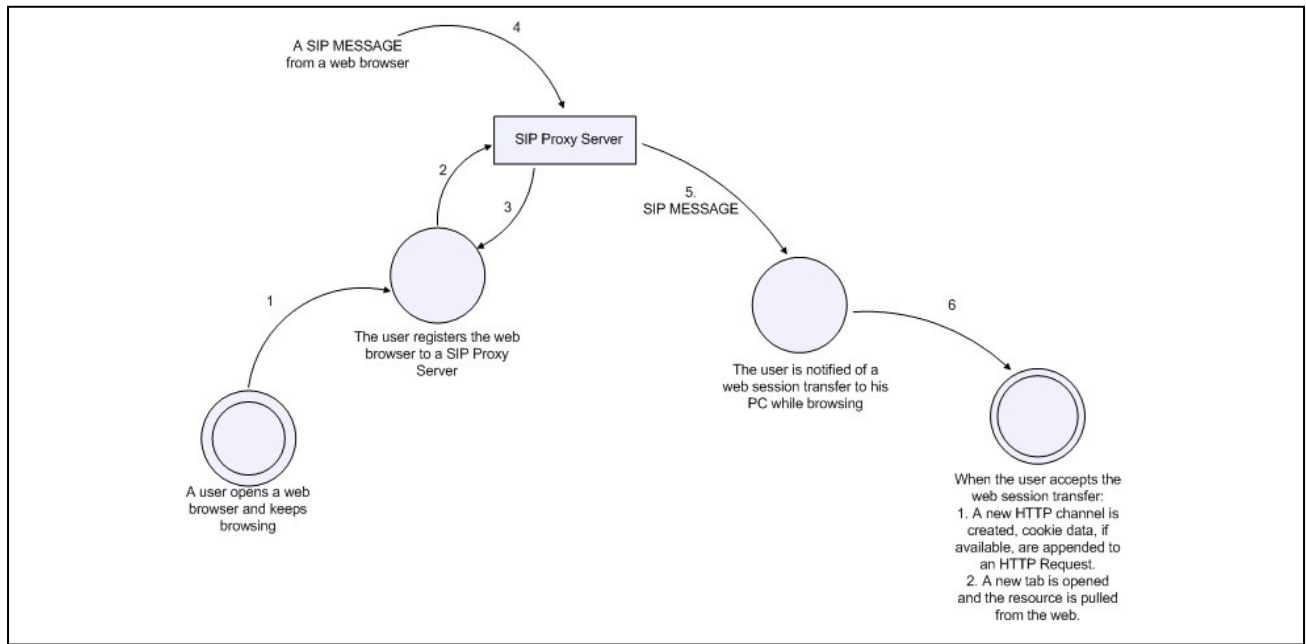 4
A SIP MESSAGE
from a web browser
SIP Proxy Server
2
3
5.
SIP MESSAGE
1
6
The user registers the web
browser to a SIP Proxy
Server
The user is notified of a
web session transfer to his
PC while browsing
A user opens a web
browser and keeps
browsing
When the user accepts the
web session transfer:
1. A new HTTP channel is
created, cookie data, if
available, are appended to
an HTTP Request.
2. A new tab is opened
and the resource is pulled
from the web.